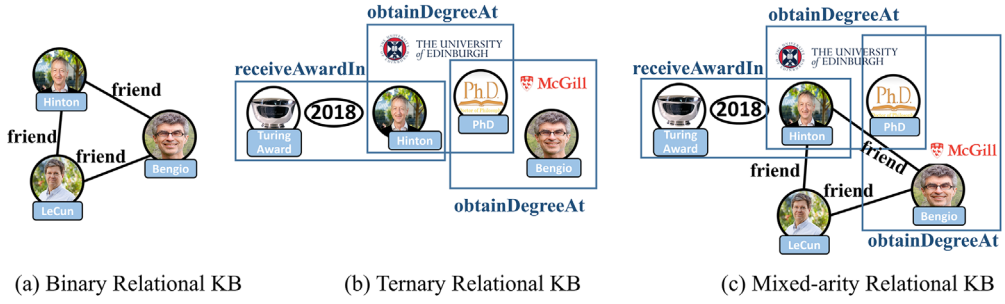 Hinton
friend
friend
friend
Bengio
LeCun
(a) Binary Relational KB
obtainDegreeAt
THE UNIVERSITY
of EDINBURGH
receiveAwardIn
2018
Turing
Award
Hinton
Ph.D.
PhD
McGill
Bengio
obtainDegreeAt
(b) Ternary Relational KB
obtainDegreeAt
THE UNIVERSITY
of EDINBURGH
receiveAwardIn
2018
Turing
Award
Hinton
Ph.D.
PhD
McGill
friend
friend
friend
Bengio
LeCun
obtainDegreeAt
(c) Mixed-arity Relational KB